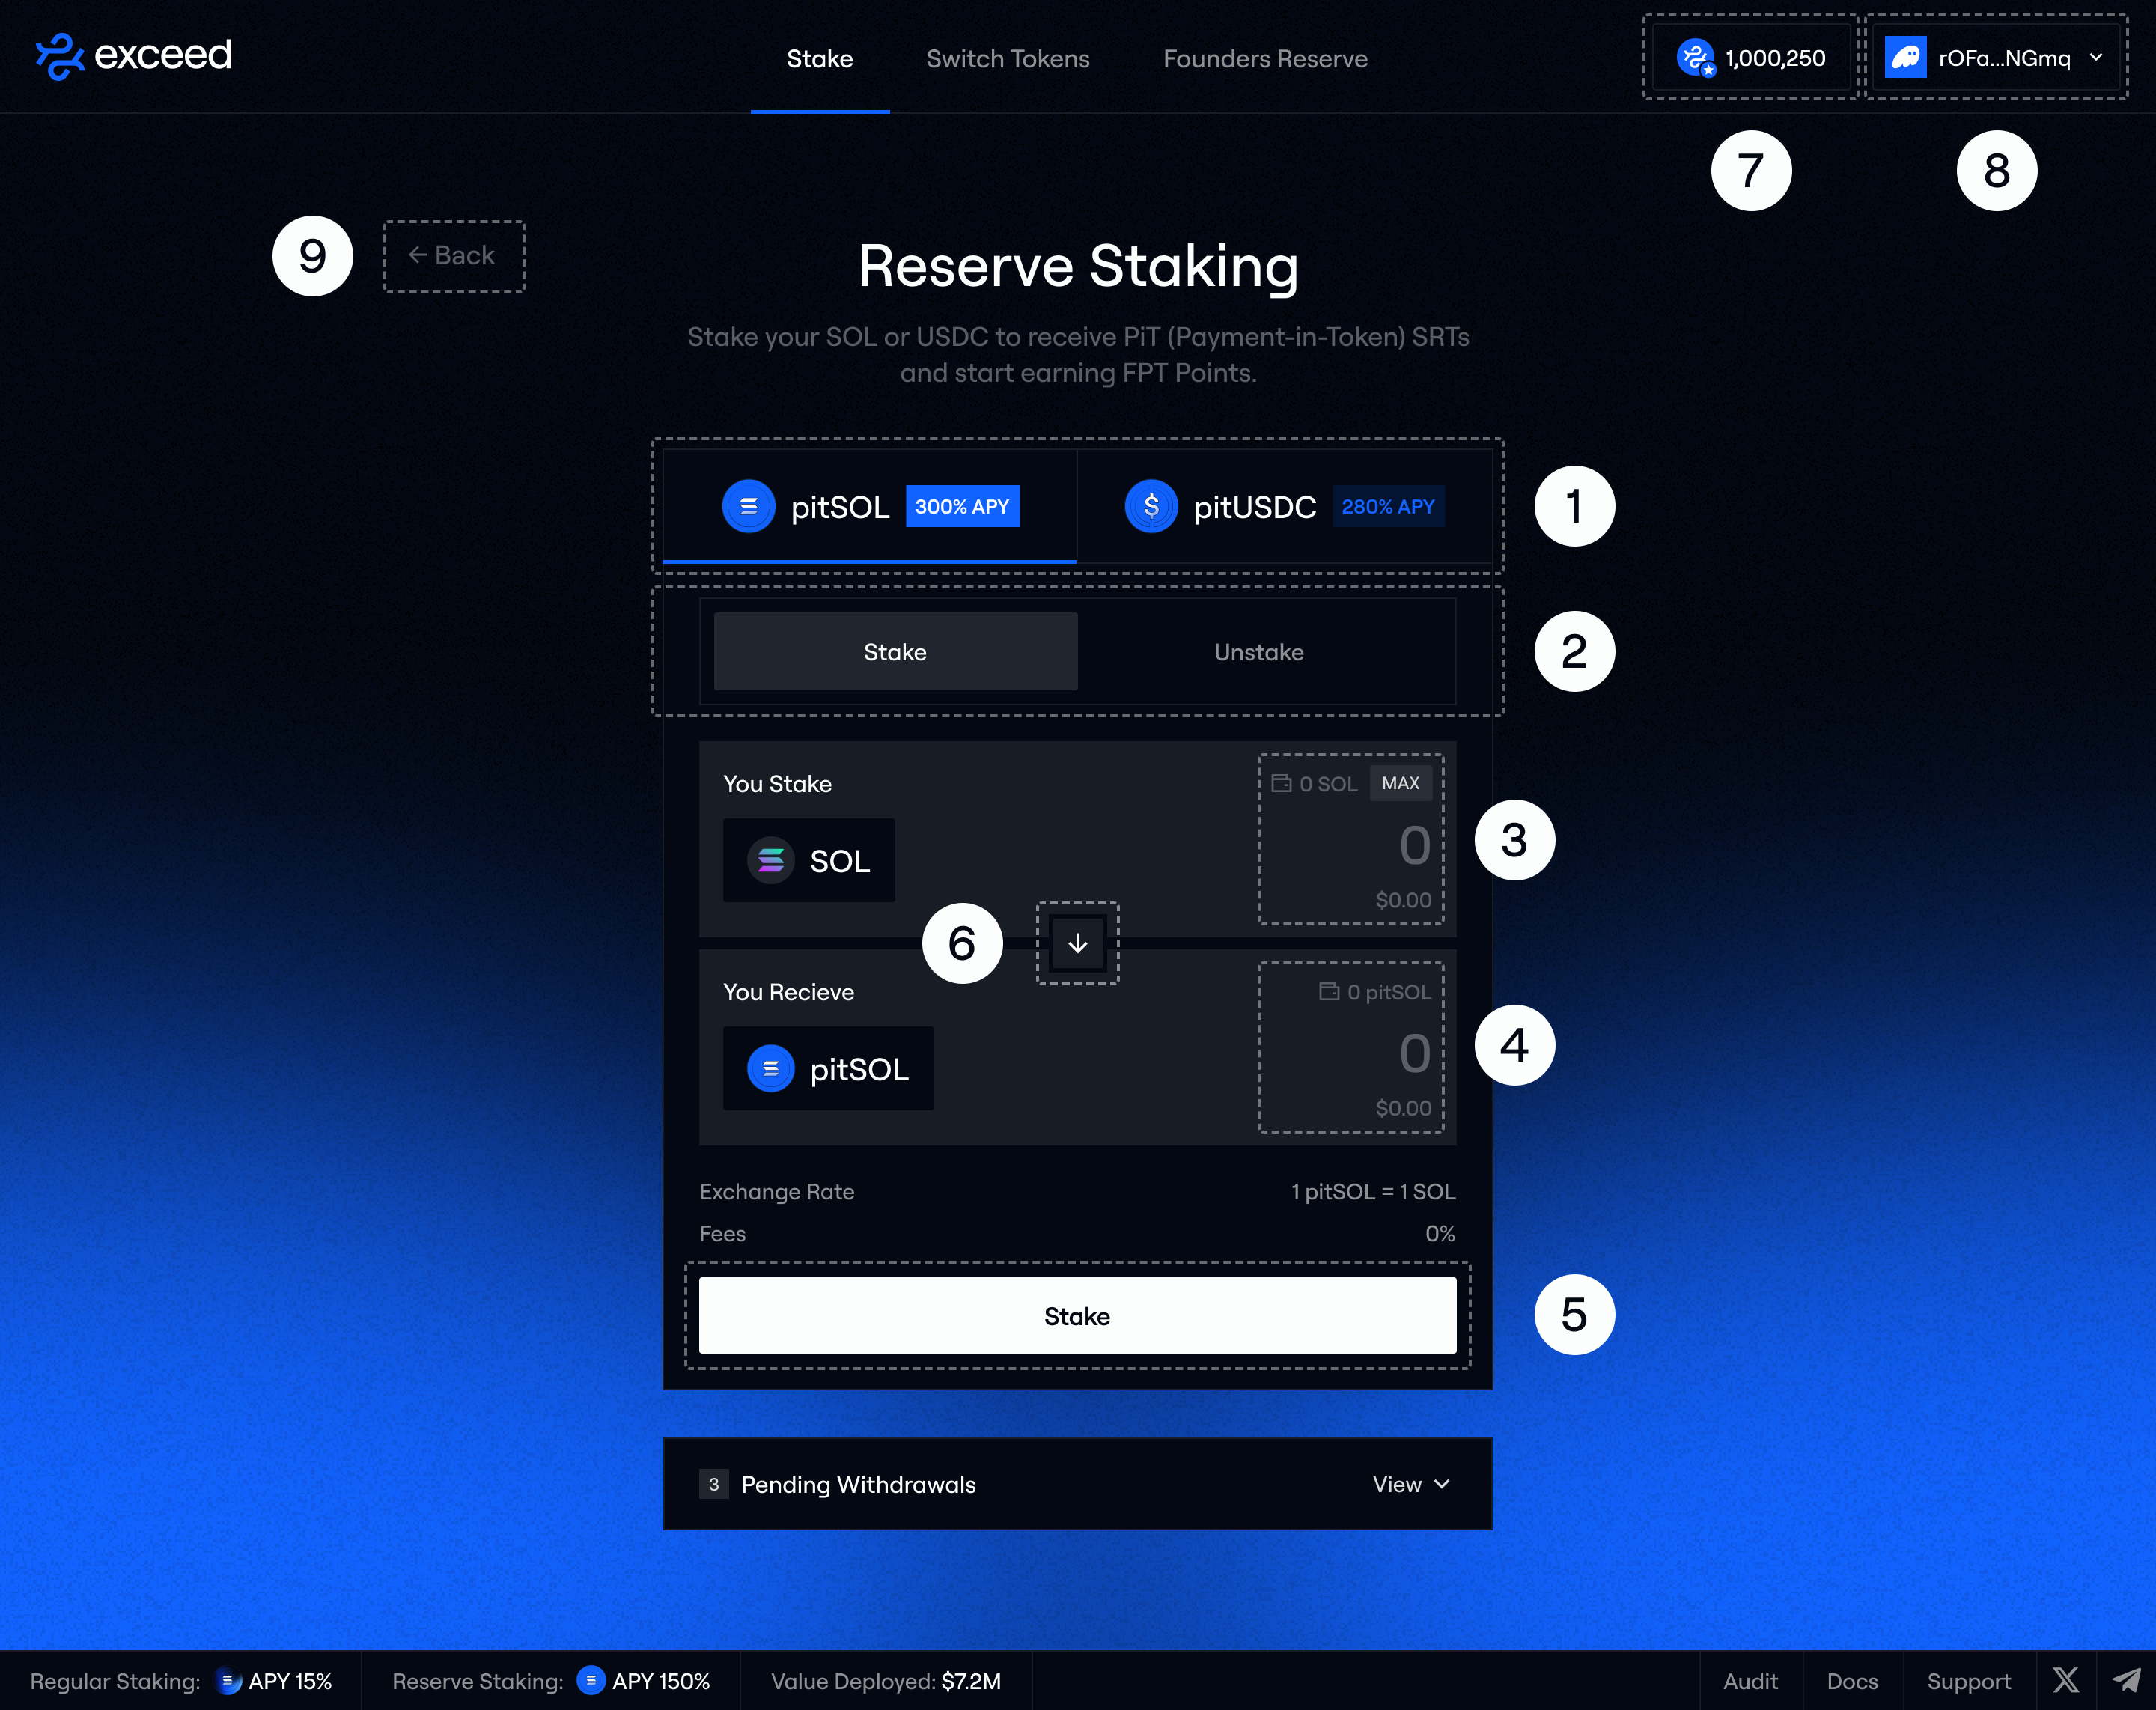 exceed
Stake
Switch Tokens
Founders Reserve
1,000,250
rOFa...NGmq
7
8
9
← Back
Reserve Staking
Stake your SOL or USDC to receive PiT (Payment-in-Token) SRTs
and start earning FPT Points.
pitSOL 300% APY
pitUSDC 280% APY
1
Stake
Unstake
2
You Stake
0 SOL MAX
SOL
0
$0.00
3
6
You Recieve
0 pitSOL
pitSOL
0
$0.00
4
Exchange Rate
1 pitSOL = 1 SOL
Fees
0%
Stake
5
3 Pending Withdrawals
View
Regular Staking: APY 15%
Reserve Staking: APY 150%
Value Deployed: $7.2M
Audit
Docs
Support